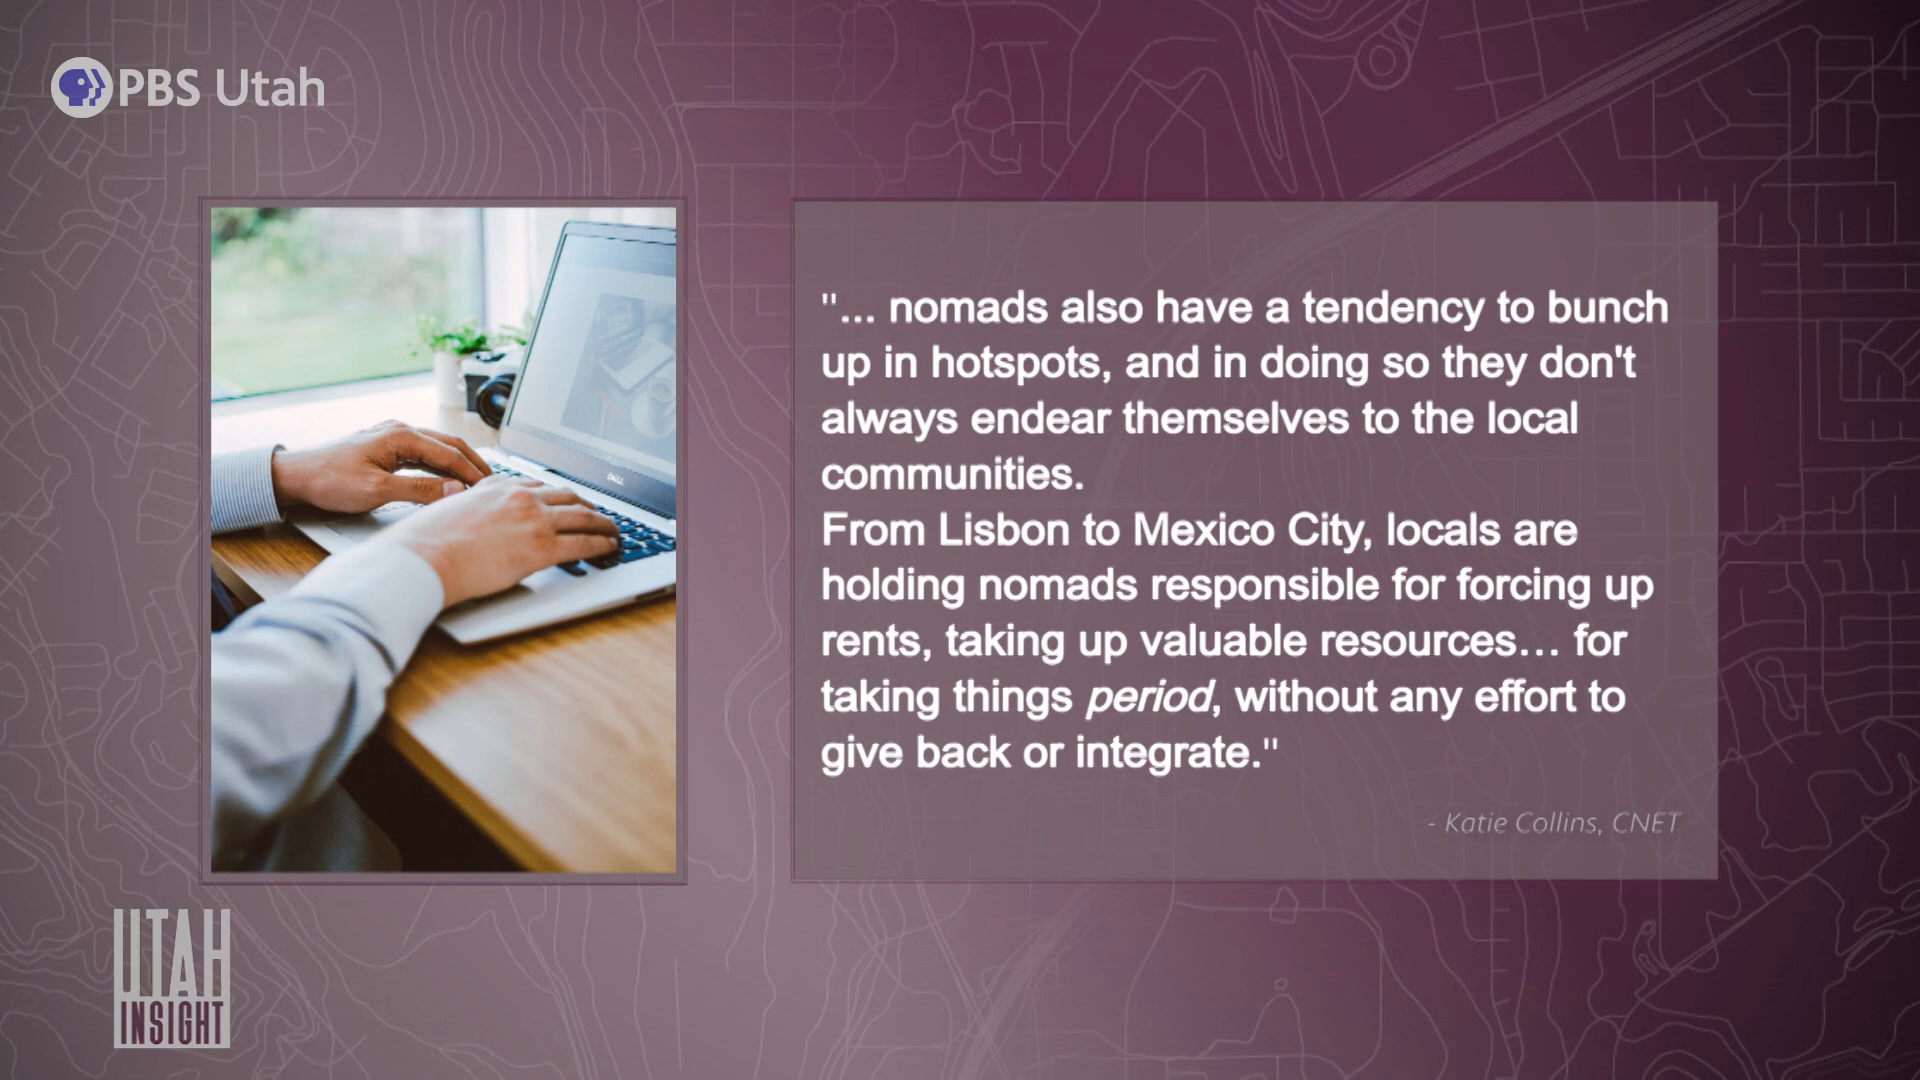 PBS Utah
"... nomads also have a tendency to bunch
up in hotspots, and in doing so they don't
always endear themselves to the local
communities.
From Lisbon to Mexico City, locals are
holding nomads responsible for forcing up
rents, taking up valuable resources... for
taking things period, without any effort to
give back or integrate."
- Katie Collins, CNET
DELL
UTAH
INSIGHT